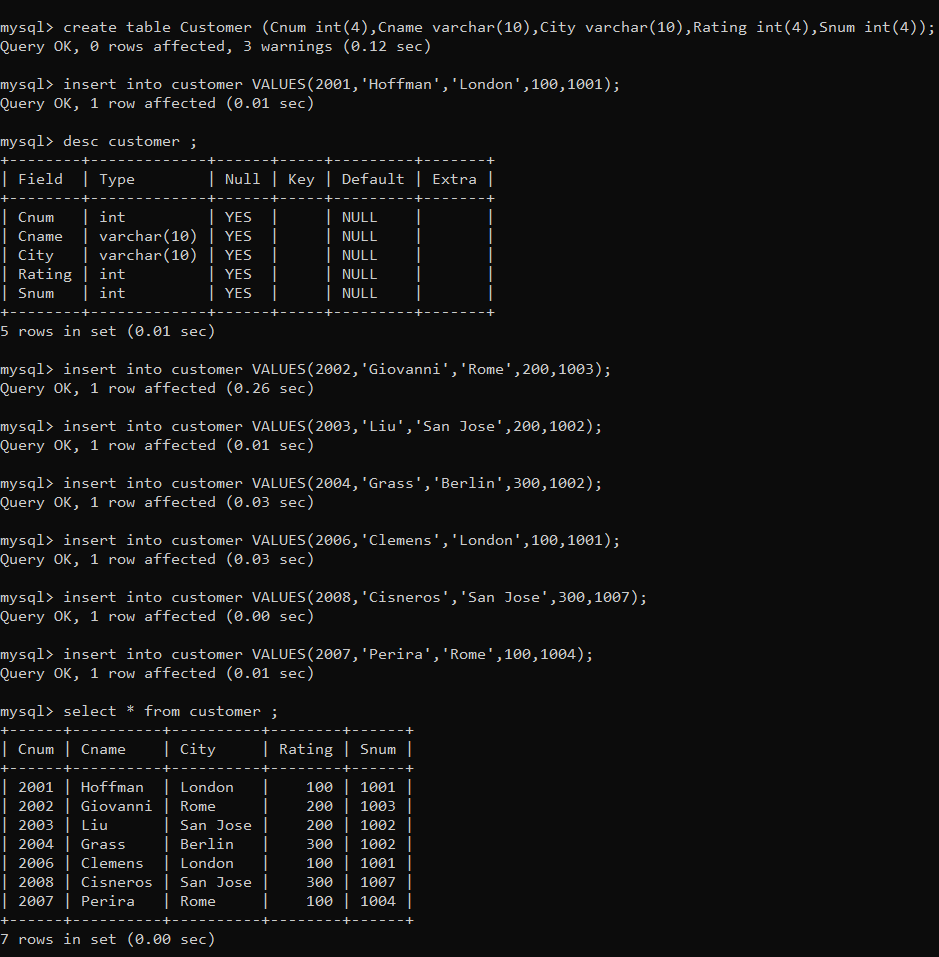 mysql> create table Customer (Cnum int(4),Cname varchar(10),City varchar(10),Rating int(4),Snum int(4));
Query OK, 0 rows affected, 3 warnings (0.12 sec)

mysql> insert into customer VALUES(2001,'Hoffman','London',100,1001);
Query OK, 1 row affected (0.01 sec)

mysql> desc customer ;
+--------+-------------+------+-----+---------+-------+
| Field  | Type        | Null | Key | Default | Extra |
+--------+-------------+------+-----+---------+-------+
| Cnum   | int         | YES  |     | NULL    |       |
| Cname  | varchar(10) | YES  |     | NULL    |       |
| City   | varchar(10) | YES  |     | NULL    |       |
| Rating | int         | YES  |     | NULL    |       |
| Snum   | int         | YES  |     | NULL    |       |
+--------+-------------+------+-----+---------+-------+
5 rows in set (0.01 sec)

mysql> insert into customer VALUES(2002,'Giovanni','Rome',200,1003);
Query OK, 1 row affected (0.26 sec)

mysql> insert into customer VALUES(2003,'Liu','San Jose',200,1002);
Query OK, 1 row affected (0.01 sec)

mysql> insert into customer VALUES(2004,'Grass','Berlin',300,1002);
Query OK, 1 row affected (0.03 sec)

mysql> insert into customer VALUES(2006,'Clemens','London',100,1001);
Query OK, 1 row affected (0.03 sec)

mysql> insert into customer VALUES(2008,'Cisneros','San Jose',300,1007);
Query OK, 1 row affected (0.00 sec)

mysql> insert into customer VALUES(2007,'Perira','Rome',100,1004);
Query OK, 1 row affected (0.01 sec)

mysql> select * from customer ;
+------+----------+----------+--------+------+
| Cnum | Cname    | City     | Rating | Snum |
+------+----------+----------+--------+------+
| 2001 | Hoffman  | London   |    100 | 1001 |
| 2002 | Giovanni | Rome     |    200 | 1003 |
| 2003 | Liu      | San Jose |    200 | 1002 |
| 2004 | Grass    | Berlin   |    300 | 1002 |
| 2006 | Clemens  | London   |    100 | 1001 |
| 2008 | Cisneros | San Jose |    300 | 1007 |
| 2007 | Perira   | Rome     |    100 | 1004 |
+------+----------+----------+--------+------+
7 rows in set (0.00 sec)